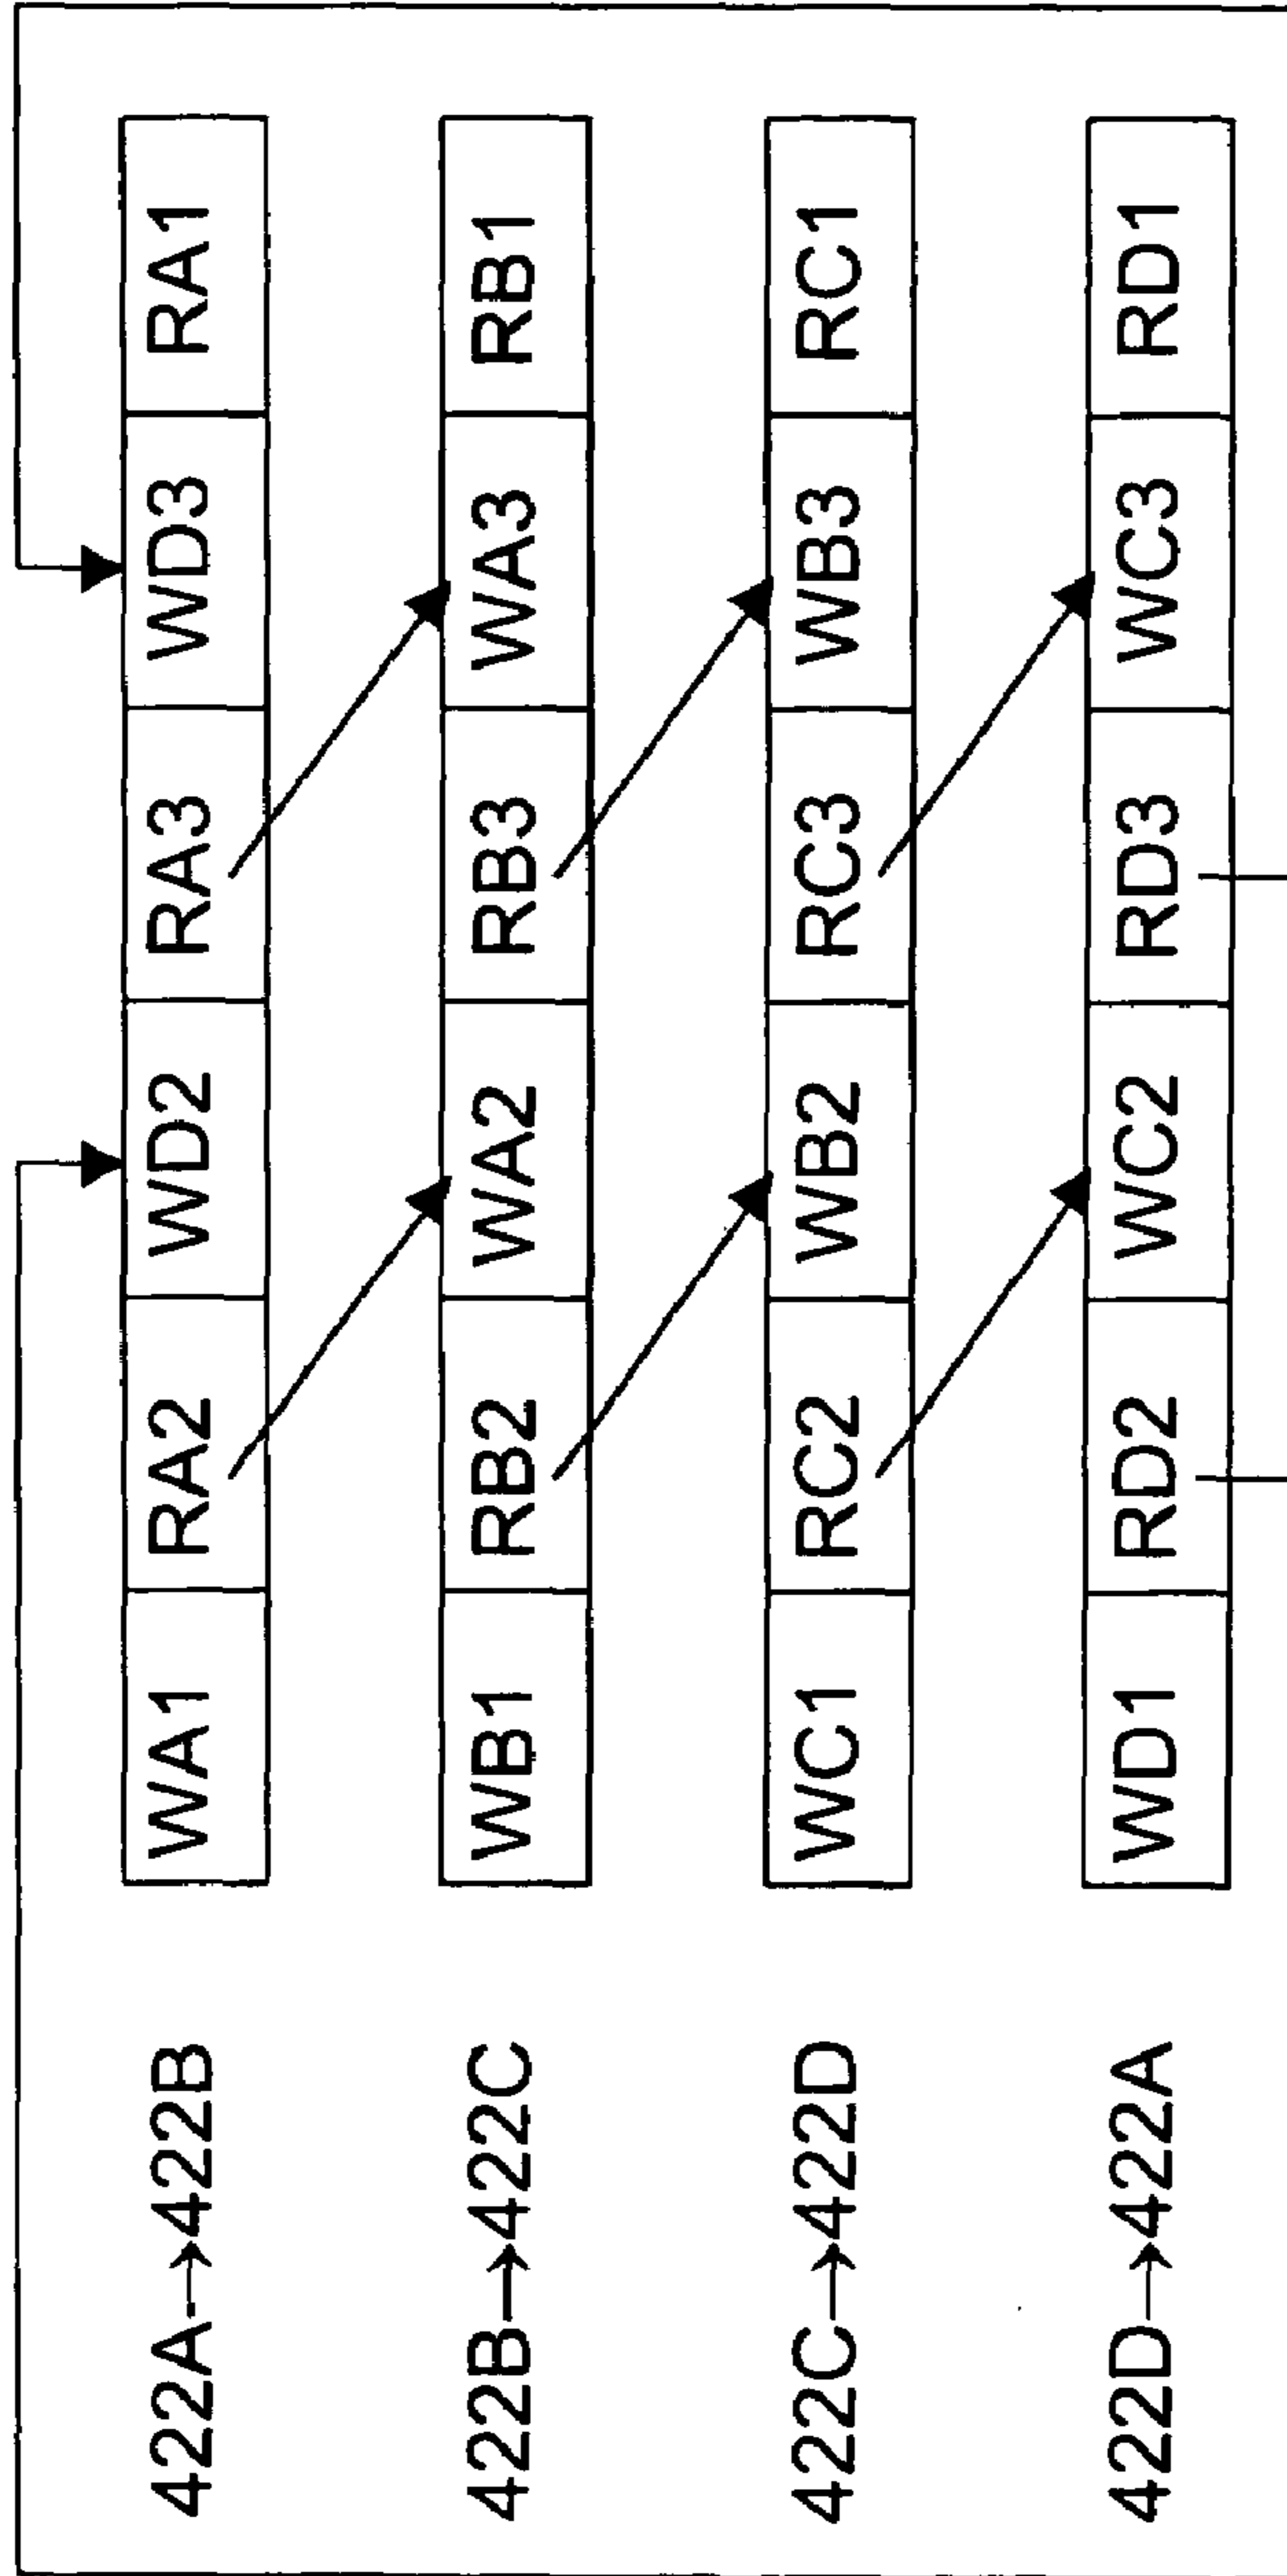 422A-→422B WA1 RA2 WD2 RA3 WD3 RA1
422B→422C WB1 RB2 WA2 RB3 WA3 RB1
422C→422D WC1 RC2 WB2 RC3 WB3 RC1
422D→422A WD1 RD2 WC2 RD3 WC3 RD1